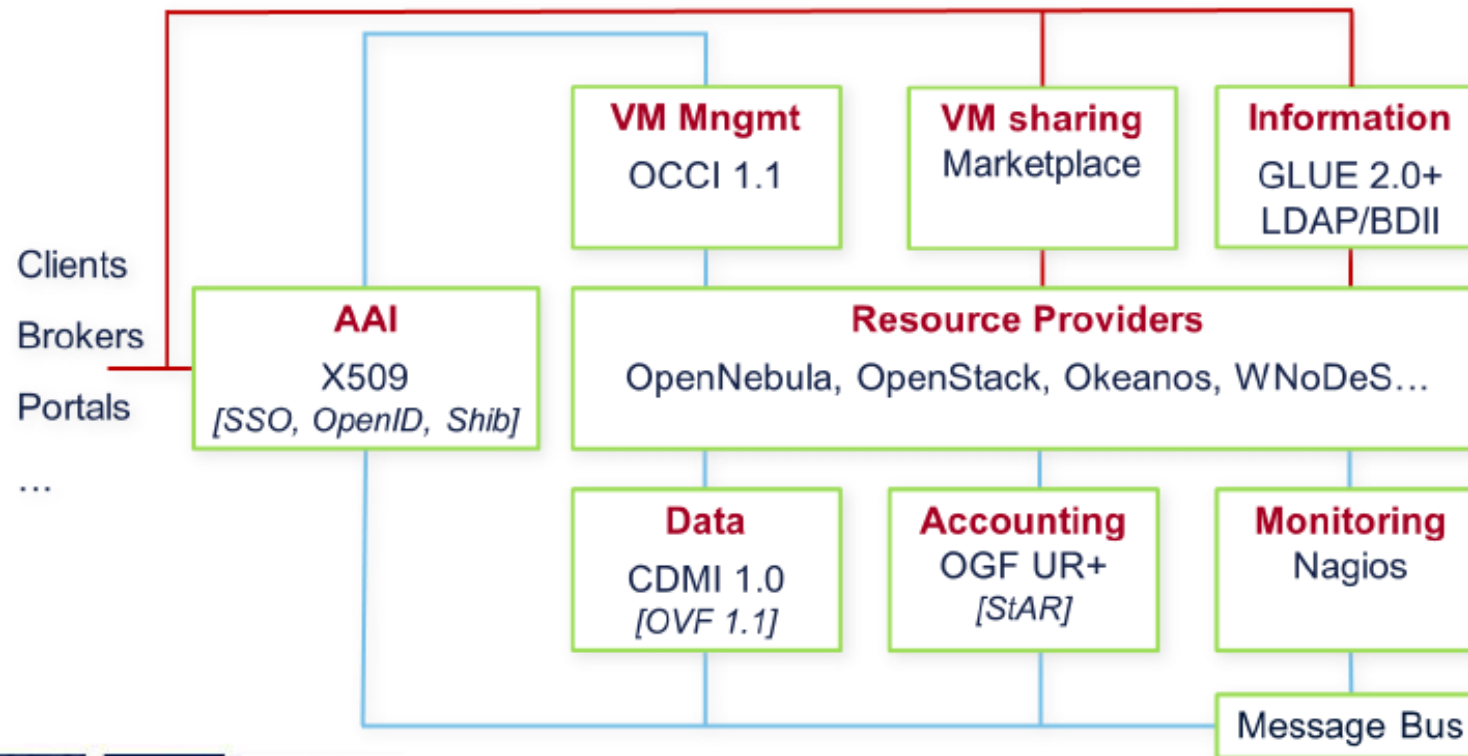 VM Mngmt
OCCI 1.1
VM sharing
Marketplace
Information
GLUE 2.0+
LDAP/BDII
Clients
Brokers
Portals
...
AAI
X509
[SSO, OpenID, Shib]
Resource Providers
OpenNebula, OpenStack, Okeanos, WNoDeS...
Data
CDMI 1.0
[OVF 1.1]
Accounting
OGF UR+
[StAR]
Monitoring
Nagios
Message Bus